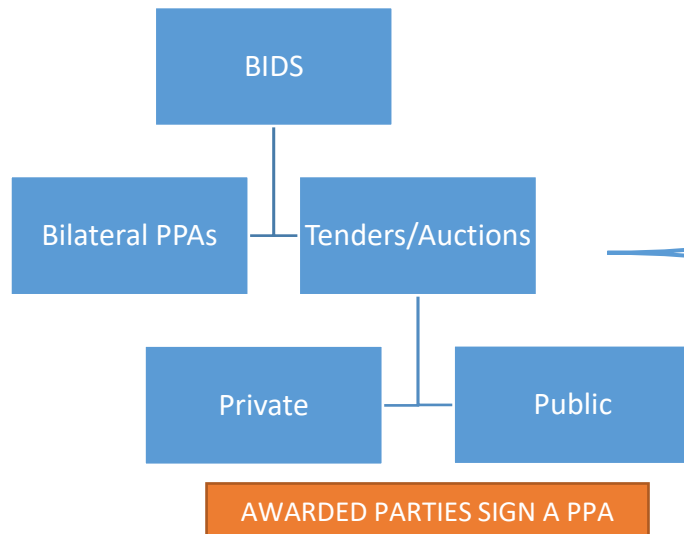 BIDS
Bilateral PPAs
Tenders/Auctions
Private
Public
AWARDED PARTIES SIGN A PPA